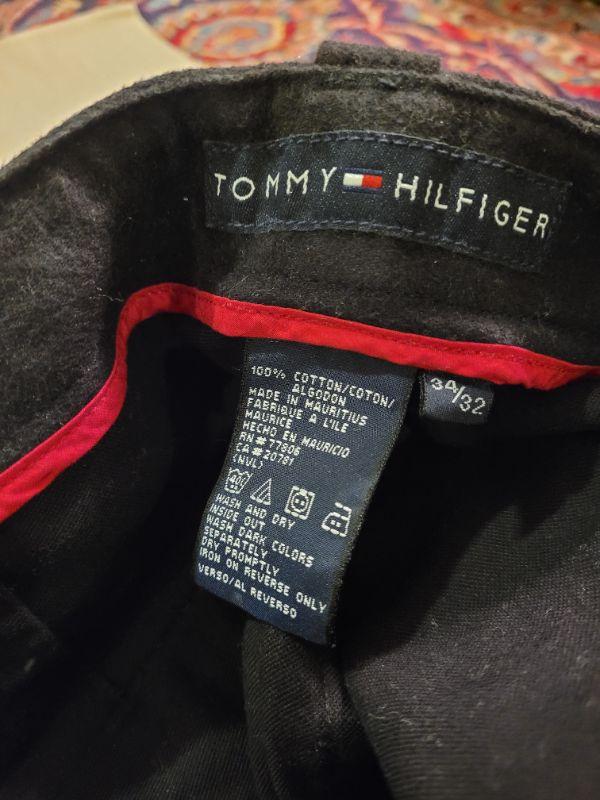 TOMMY HILFIGER
100% COTTON/COTON/
ALGODON
MADE IN MAURITIUS
FABRIQUE A L'ILE
MAURICE
HECHO EN MAURICIO
RN# 77806
CA# 20781
(NVL)
40
WASH AND DRY
INSIDE OUT
WASH DARK COLORS
SEPARATELY
DRY PROMPTLY
IRON ON REVERSE ONLY
VERSO/AL REVERSO
34/32